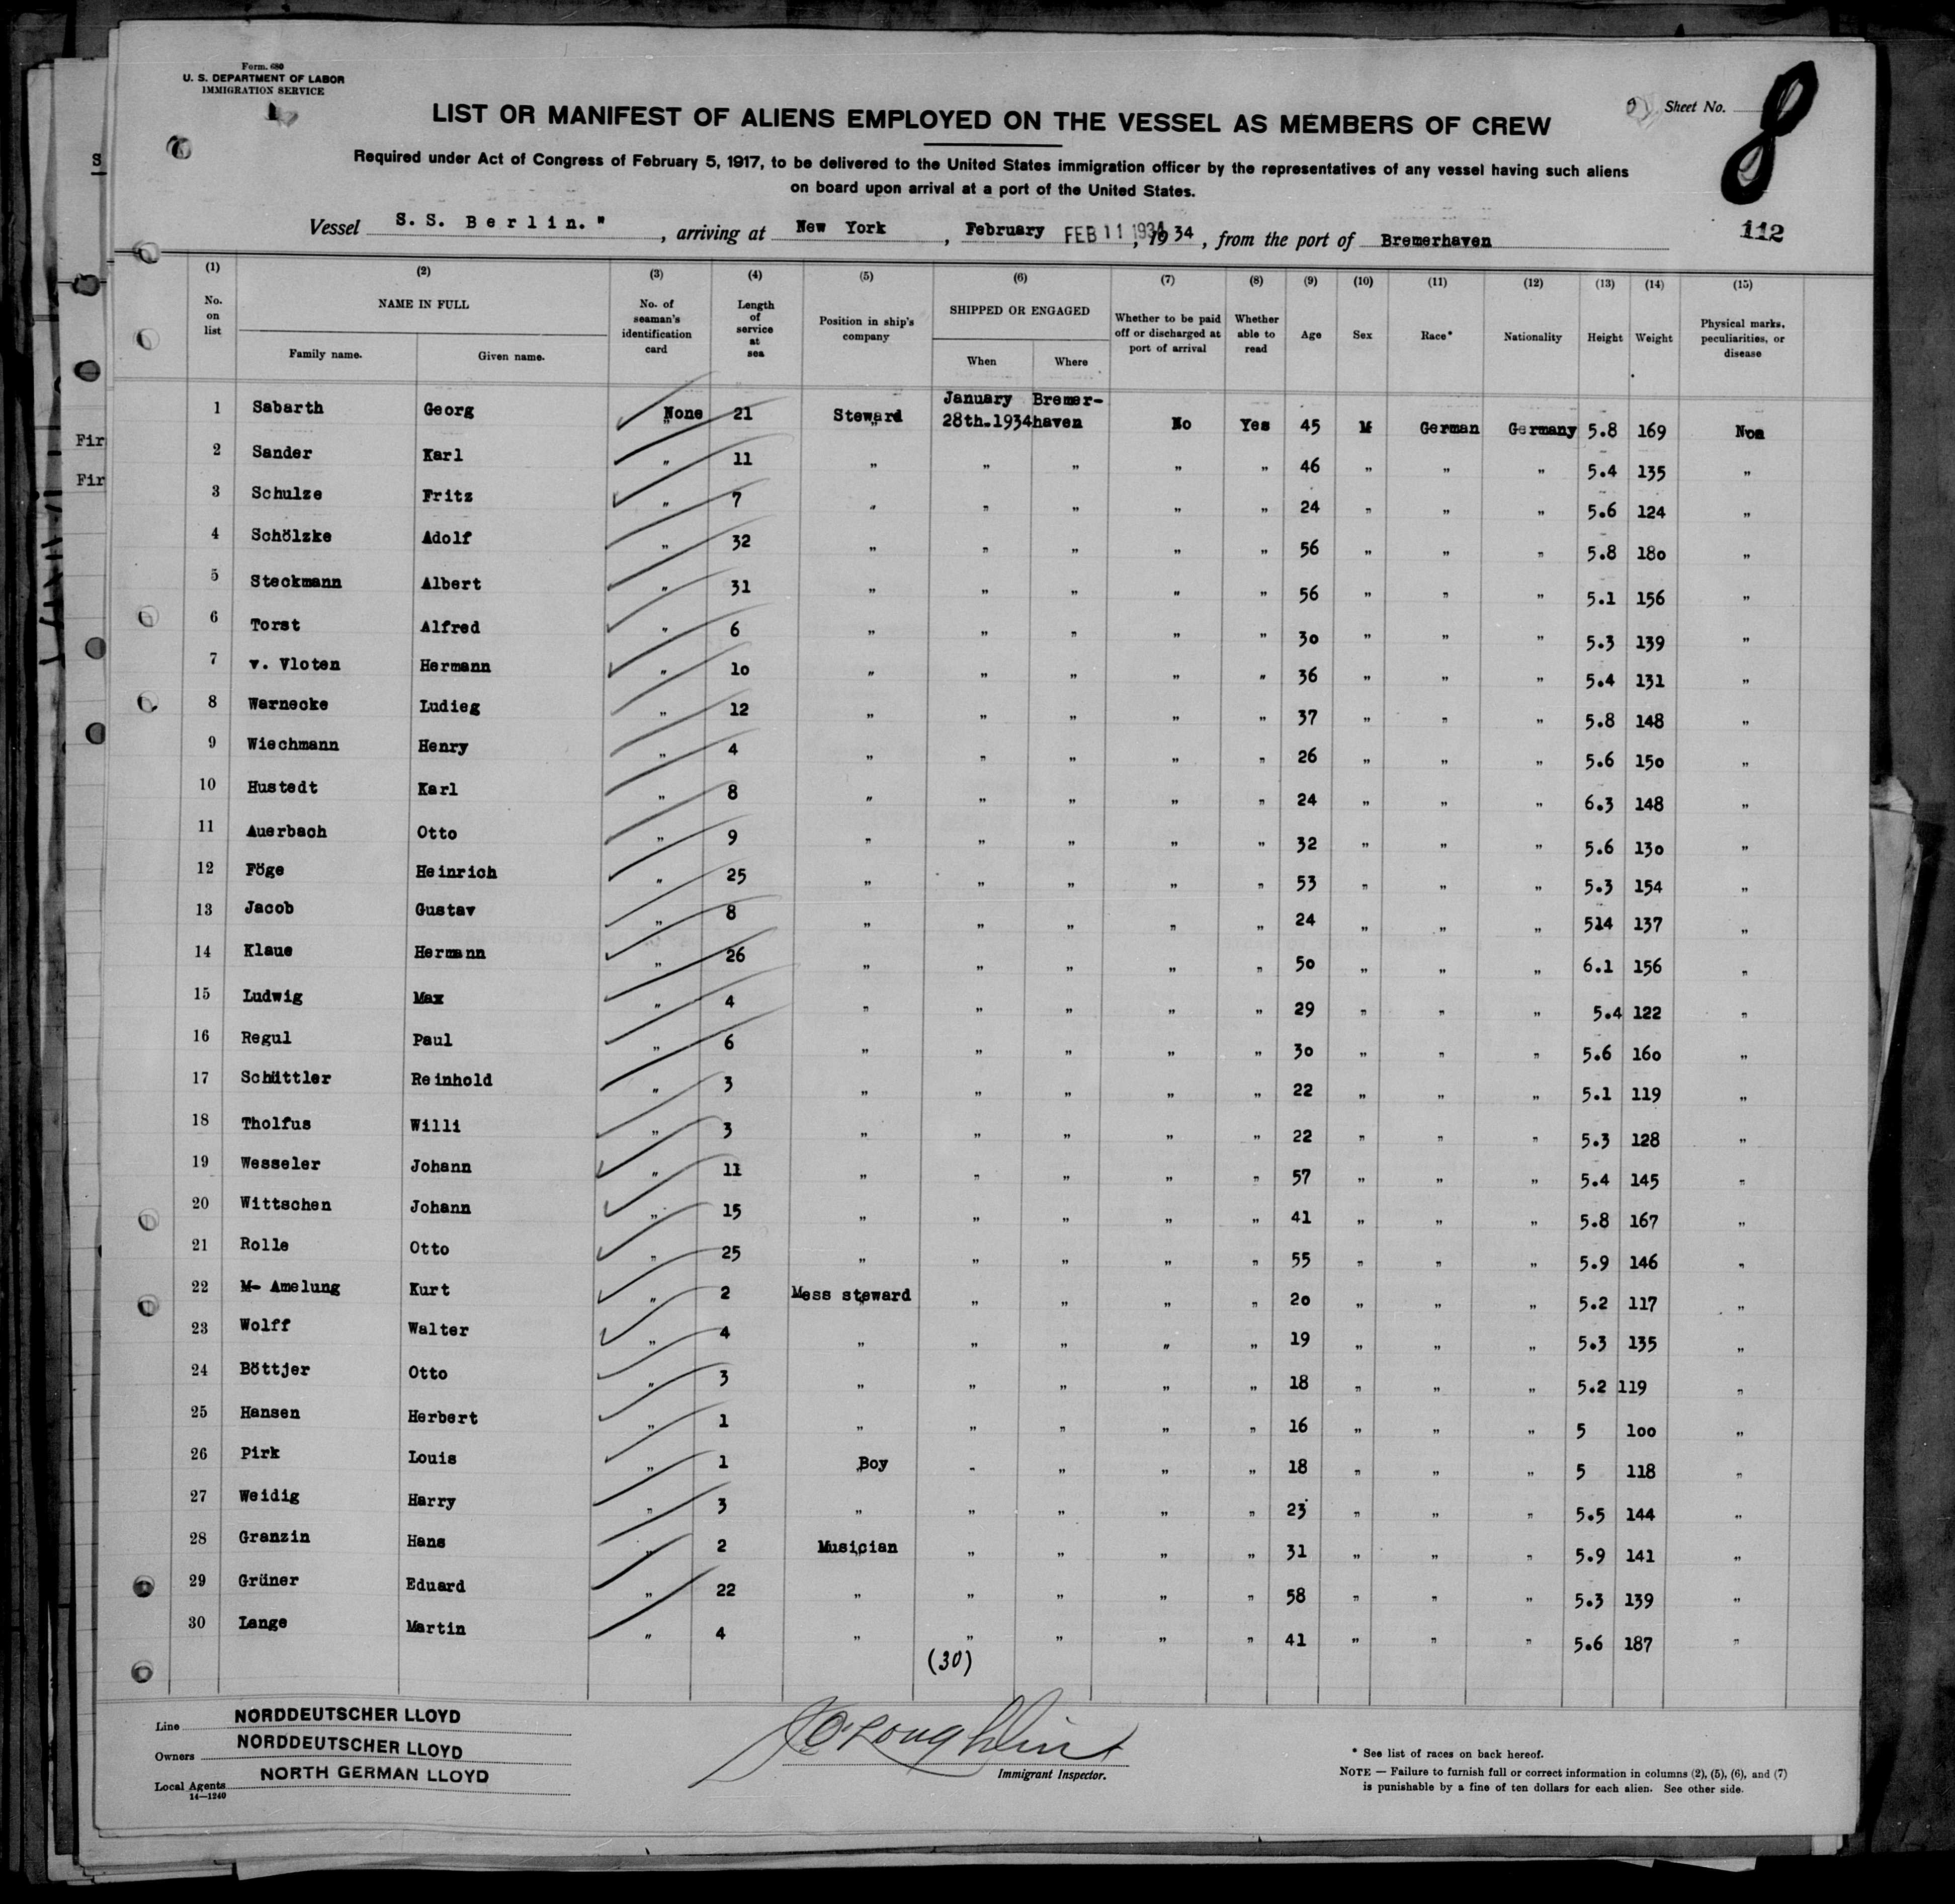 Form. 680
U. S. DEPARTMENT OF LABOR
IMMIGRATION SERVICE
LIST OR MANIFEST OF ALIENS EMPLOYED ON THE VESSEL AS MEMBERS OF CREW
Sheet No. 8
Required under Act of Congress of February 5, 1917, to be delivered to the United States immigration officer by the representatives of any vessel having such aliens
on board upon arrival at a port of the United States.
112
Vessel S. S. Berlin." , arriving at New York , February FEB 11 1934 , 1934 , from the port of Bremerhaven
(1) (2) (3) (4) (5) (6) (7) (8) (9) (10) (11) (12) (13) (14) (15)
No. on list NAME IN FULL Family name. Given name. No. of seaman's identification card Length of service at sea Position in ship's company SHIPPED OR ENGAGED When Where Whether to be paid off or discharged at port of arrival Whether able to read Age Sex Race* Nationality Height Weight Physical marks, peculiarities, or disease
1 Sabarth Georg None 21 Steward January 28th.1934 Bremer-haven No Yes 45 M German Germany 5.8 169 Non
2 Sander Karl " 11 " " " " " 46 " " " 5.4 135 "
3 Schulze Fritz " 7 " " " " " 24 " " " 5.6 124 "
4 Schölzke Adolf " 32 " " " " " 56 " " " 5.8 180 "
5 Steckmann Albert " 31 " " " " " 56 " " " 5.1 156 "
6 Torst Alfred " 6 " " " " " 30 " " " 5.3 139 "
7 v. Vloten Hermann " 10 " " " " " 36 " " " 5.4 131 "
8 Warnecke Ludieg " 12 " " " " " 37 " " " 5.8 148 "
9 Wiechmann Henry " 4 " " " " " 26 " " " 5.6 150 "
10 Hustedt Karl " 8 " " " " " 24 " " " 6.3 148 "
11 Auerbach Otto " 9 " " " " " 32 " " " 5.6 130 "
12 Föge Heinrich " 25 " " " " " 53 " " " 5.3 154 "
13 Jacob Gustav " 8 " " " " " 24 " " " 514 137 "
14 Klaue Hermann " 26 " " " " " 50 " " " 6.1 156 "
15 Ludwig Max " 4 " " " " " 29 " " " 5.4 122 "
16 Regul Paul " 6 " " " " " 30 " " " 5.6 160 "
17 Schüttler Reinhold " 3 " " " " " 22 " " " 5.1 119 "
18 Tholfus Willi " 3 " " " " " 22 " " " 5.3 128 "
19 Wesseler Johann " 11 " " " " " 57 " " " 5.4 145 "
20 Wittschen Johann " 15 " " " " " 41 " " " 5.8 167 "
21 Rolle Otto " 25 " " " " " 55 " " " 5.9 146 "
22 M- Amelung Kurt " 2 Mess steward " " " " 20 " " " 5.2 117 "
23 Wolff Walter " 4 " " " " " 19 " " " 5.3 135 "
24 Böttjer Otto " 3 " " " " " 18 " " " 5.2 119 "
25 Hansen Herbert " 1 " " " " " 16 " " " 5 100 "
26 Pirk Louis " 1 Boy " " " " 18 " " " 5 118 "
27 Weidig Harry " 3 " " " " " 23 " " " 5.5 144 "
28 Granzin Hans " 2 Musician " " " " 31 " " " 5.9 141 "
29 Grüner Eduard " 22 " " " " " 58 " " " 5.3 139 "
30 Lange Martin " 4 " " " " " 41 " " " 5.6 187 "
(30)
Line NORDDEUTSCHER LLOYD
Owners NORDDEUTSCHER LLOYD
Local Agents NORTH GERMAN LLOYD
14—1240
O'Loughlin
Immigrant Inspector.
* See list of races on back hereof.
NOTE — Failure to furnish full or correct information in columns (2), (5), (6), and (7)
is punishable by a fine of ten dollars for each alien. See other side.
Fir
Fir